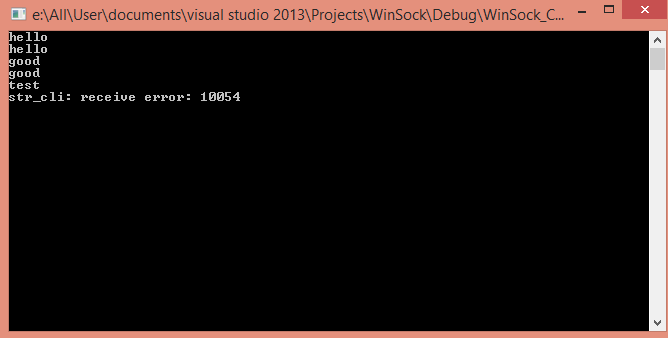 e:\All\User\documents\visual studio 2013\Projects\WinSock\Debug\WinSock_C...
hello
hello
good
good
test
str_cli: receive error: 10054